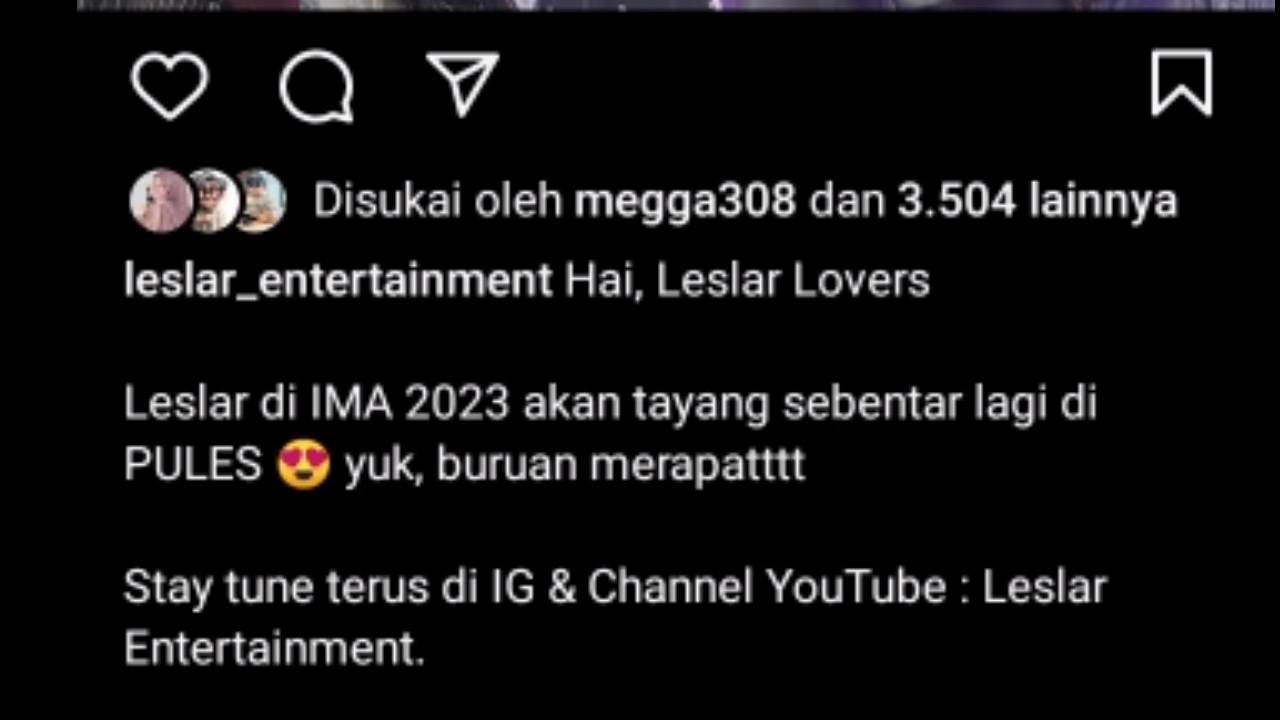 Disukai oleh megga308 dan 3.504 lainnya
leslar_entertainment Hai, Leslar Lovers
Leslar di IMA 2023 akan tayang sebentar lagi di
PULES 😍 yuk, buruan merapatttt
Stay tune terus di IG & Channel YouTube : Leslar
Entertainment.